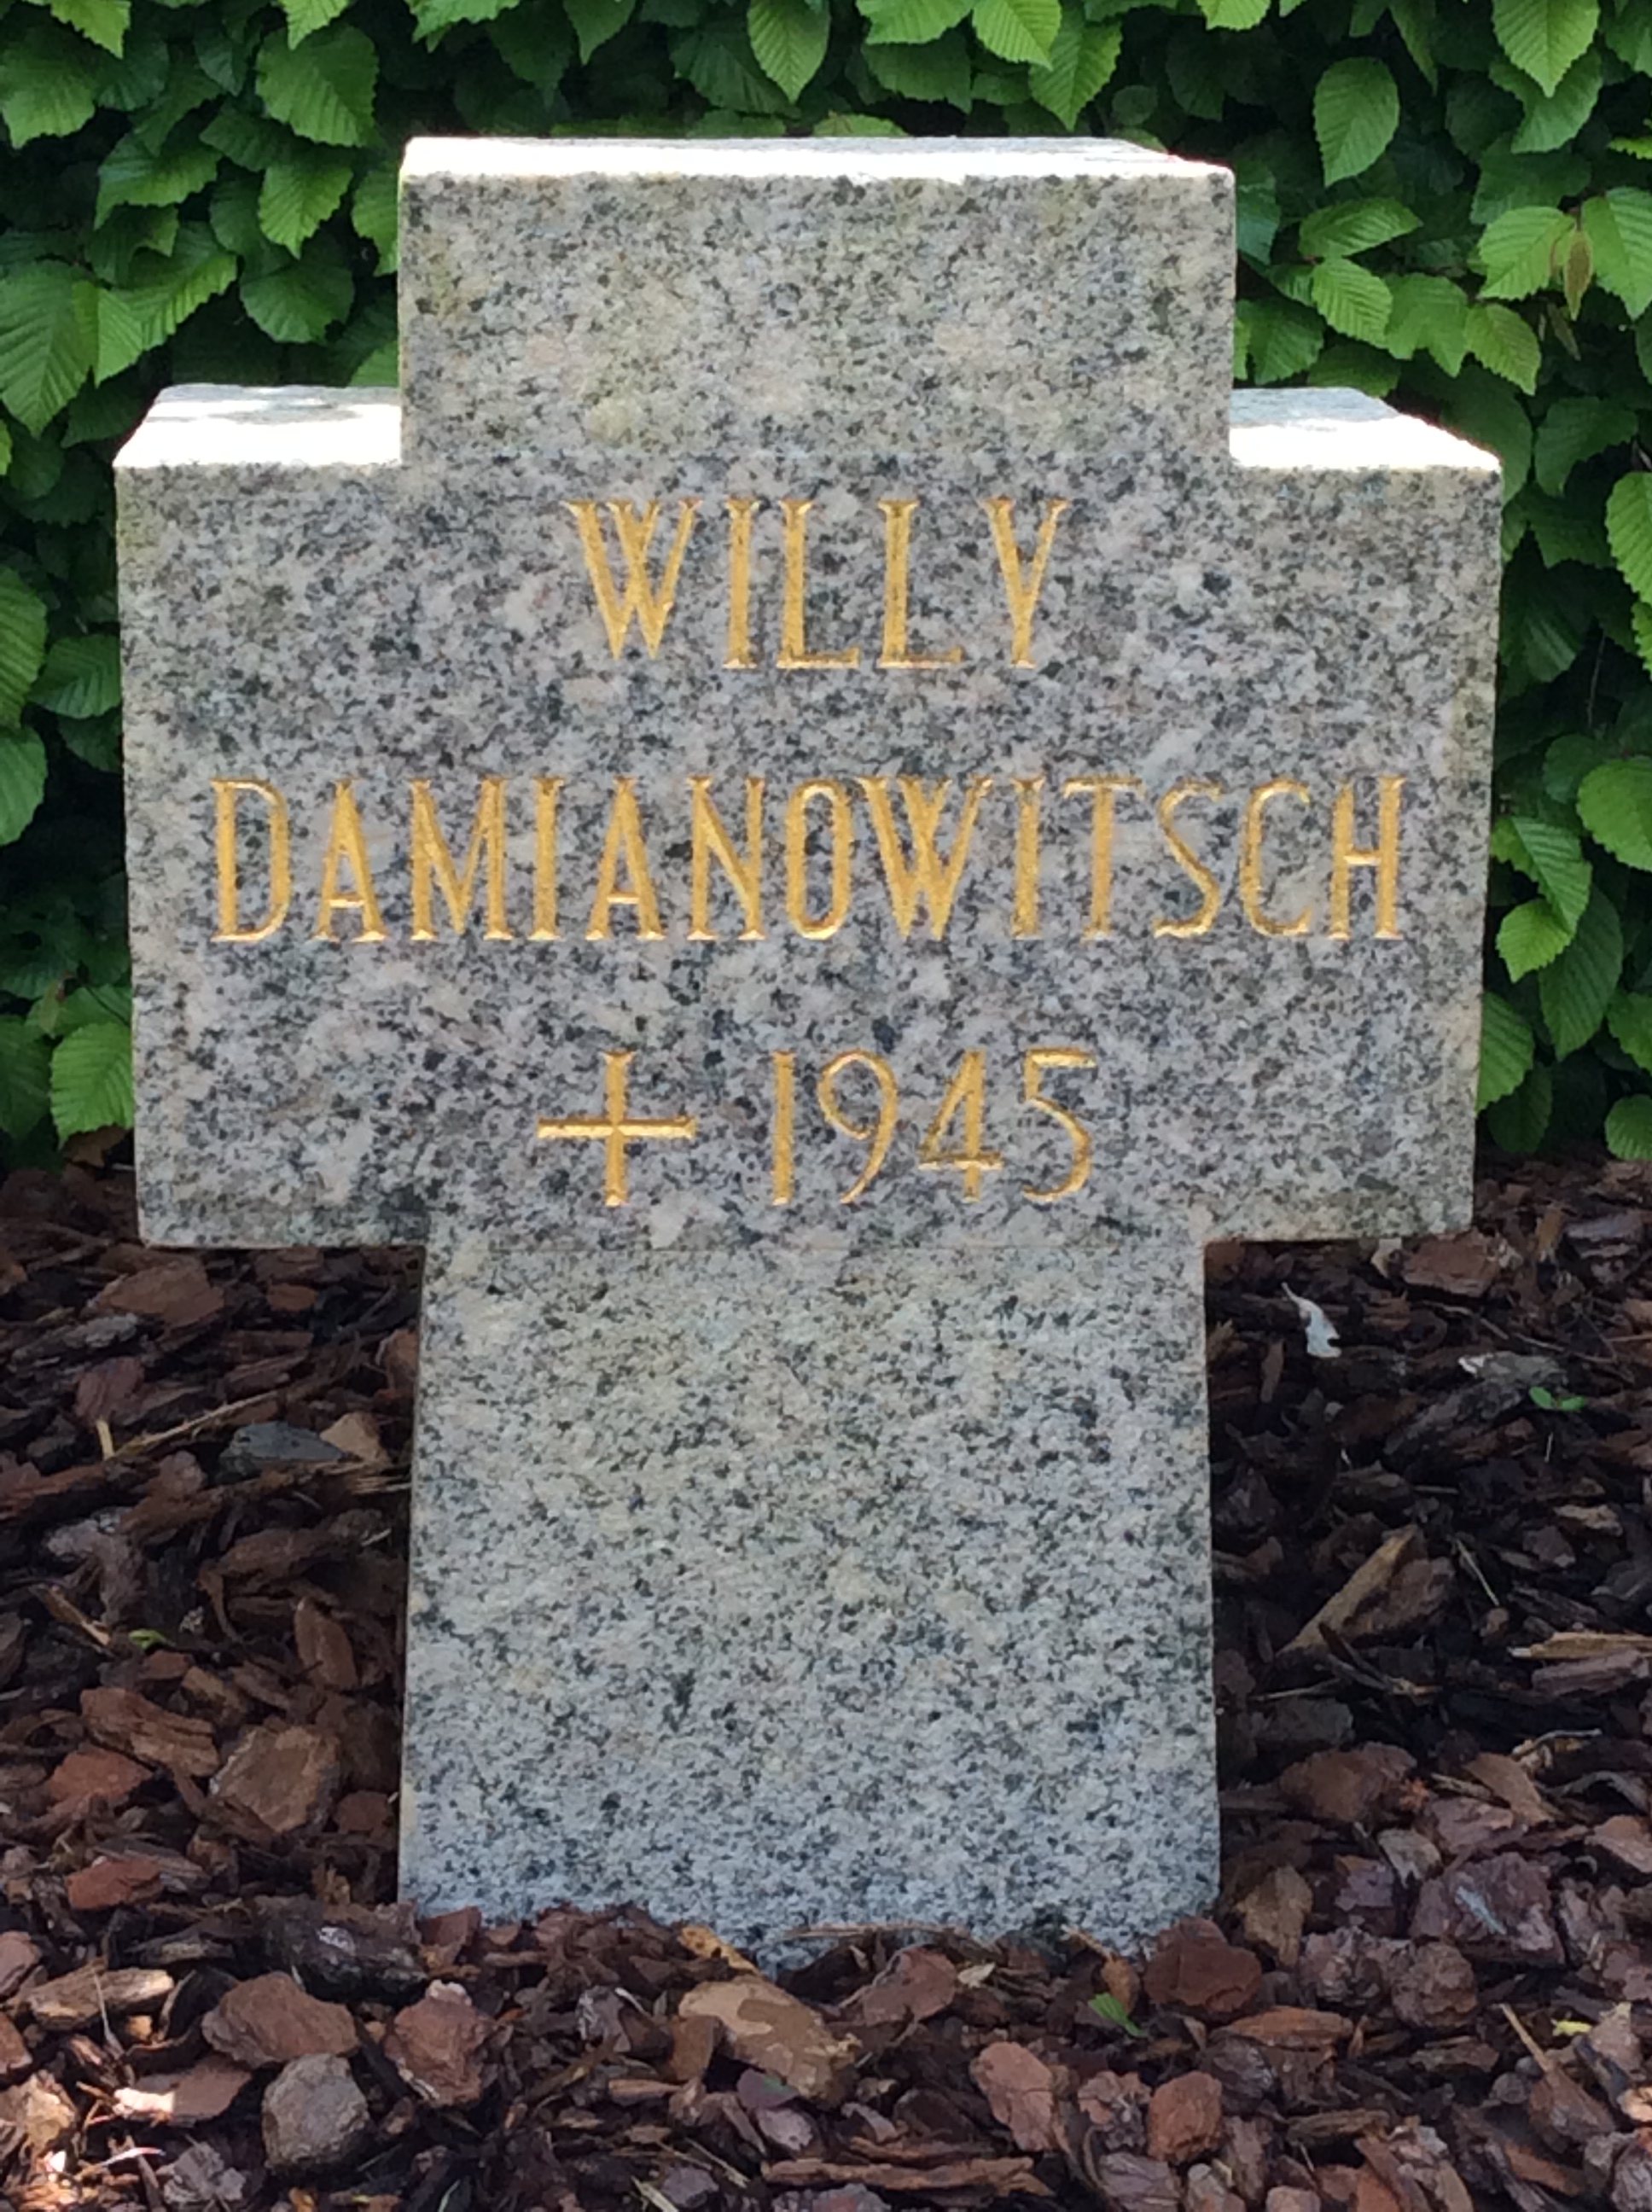 WILLY
DAMIANOWITSCH
+ 1945